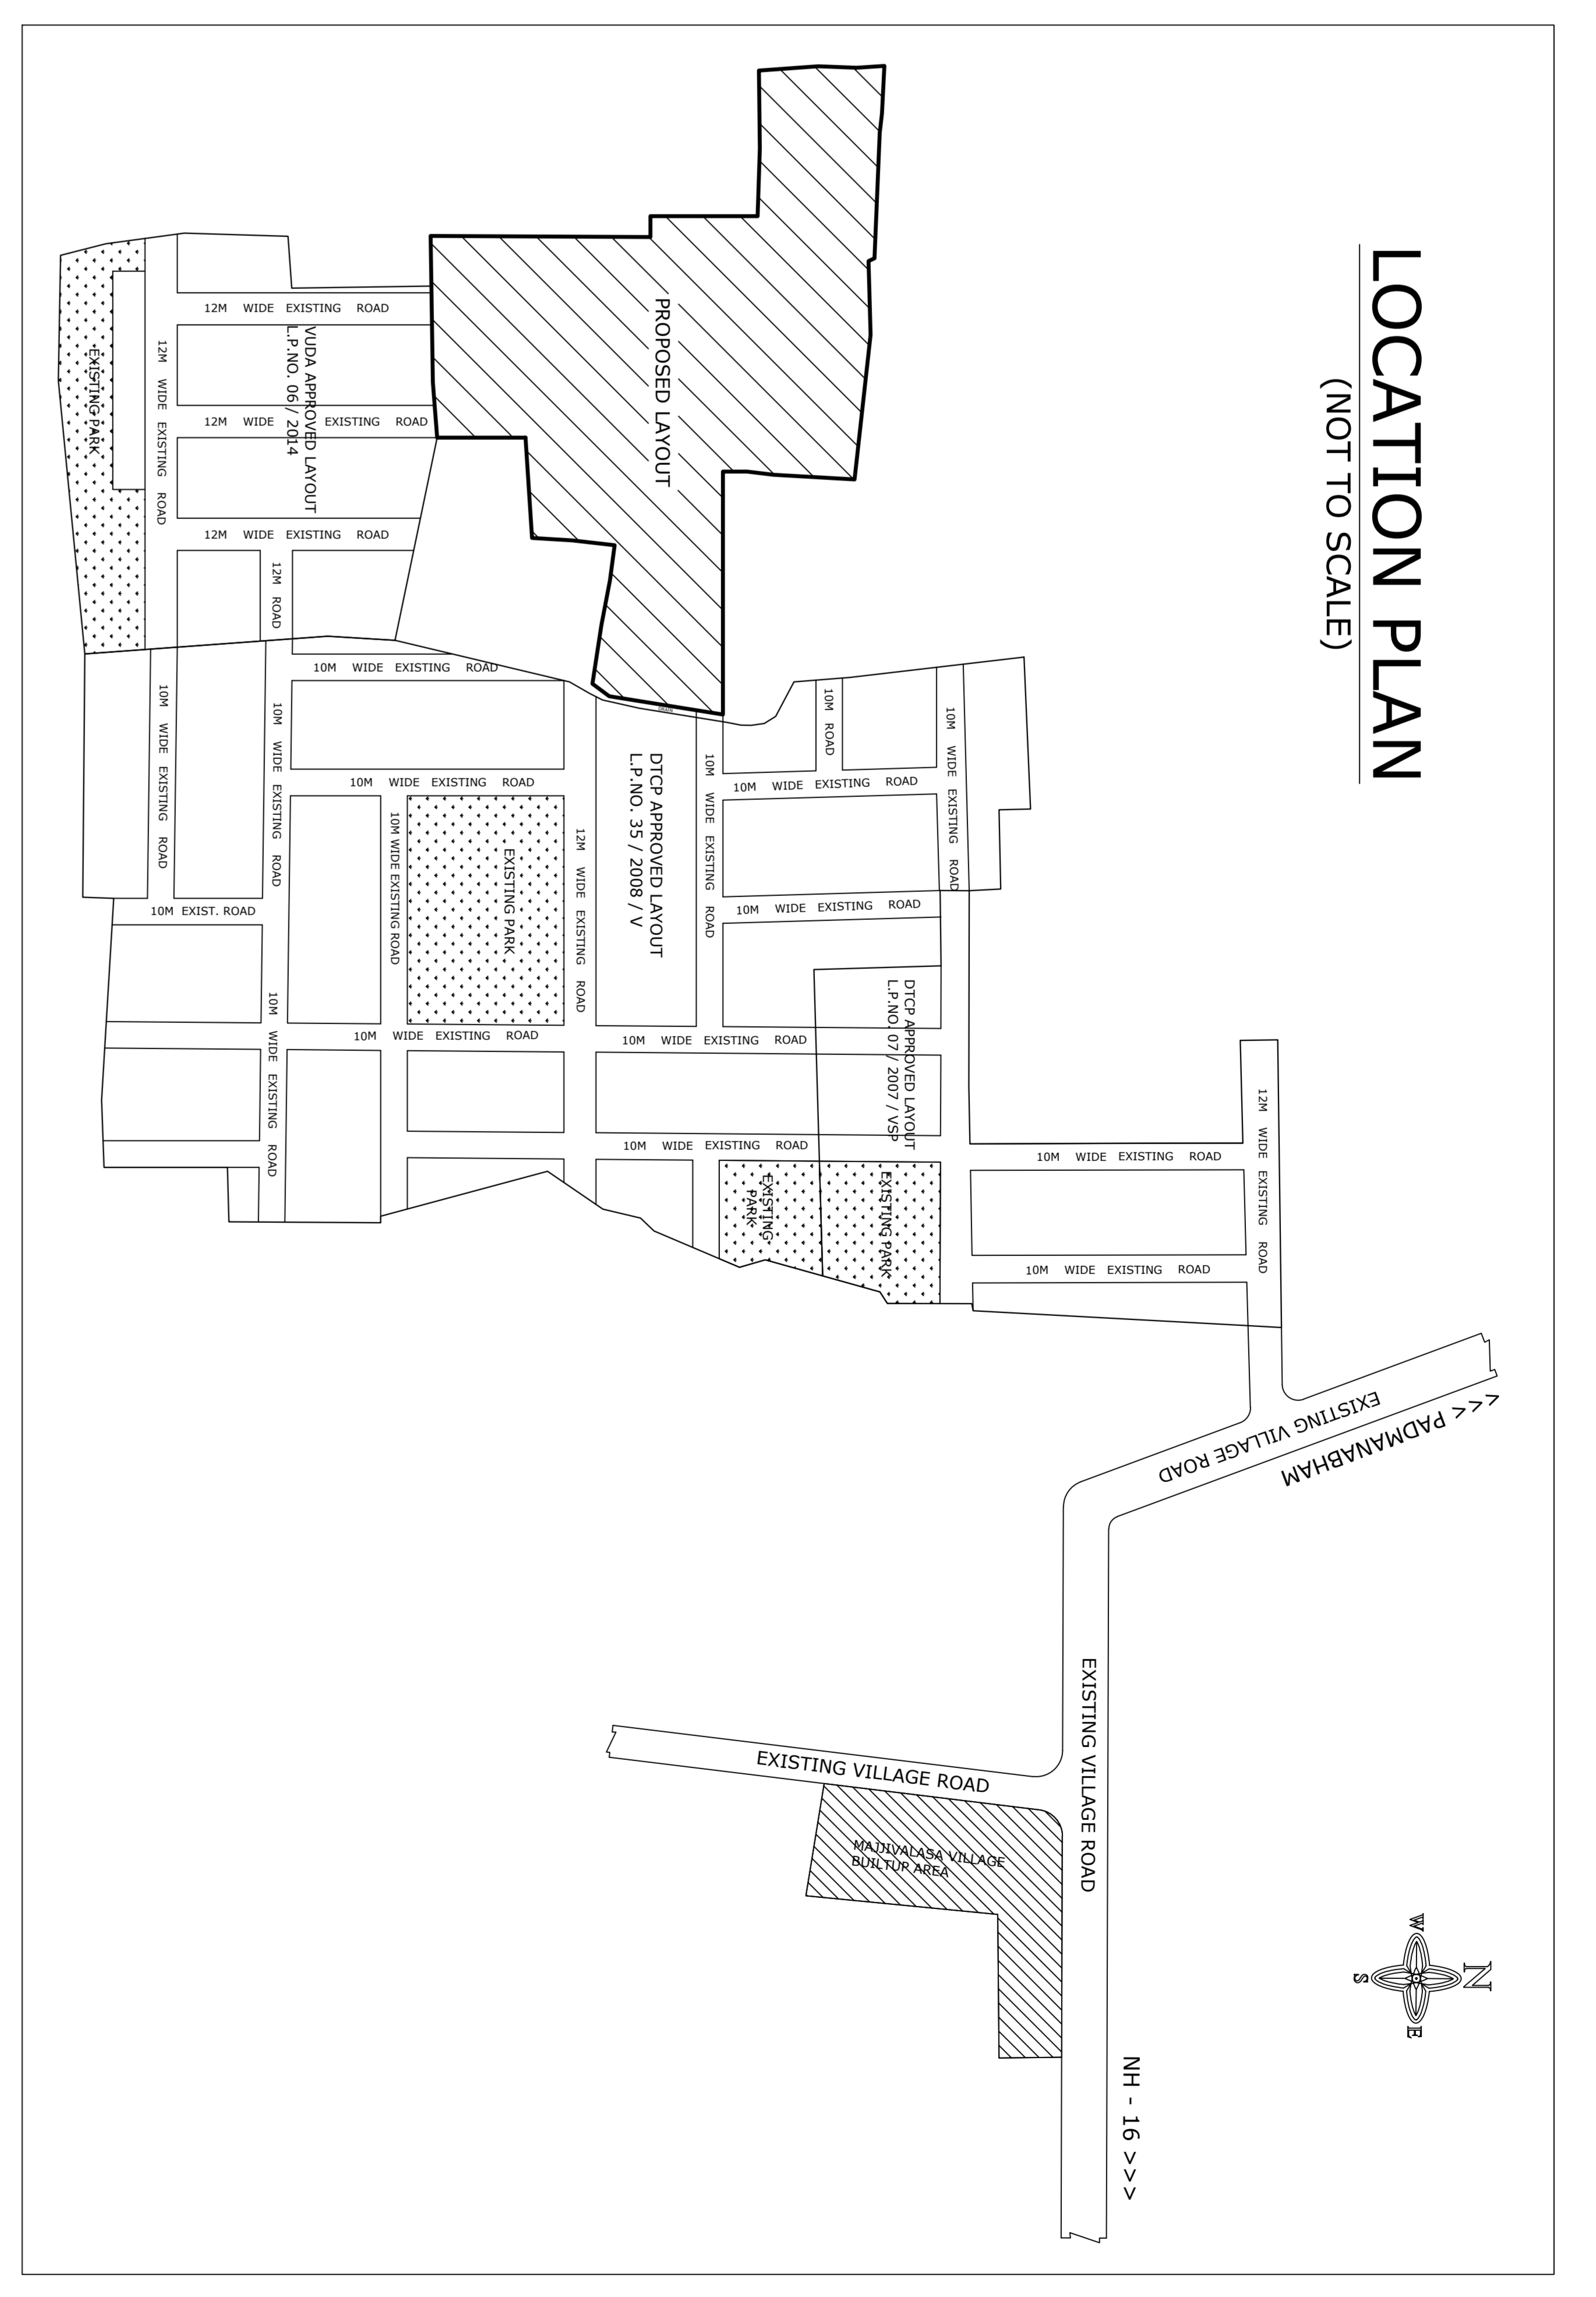 LOCATION PLAN
(NOT TO SCALE)
PROPOSED LAYOUT
12M WIDE EXISTING ROAD
VUDA APPROVED LAYOUT
L.P.NO. 06 / 2014
12M WIDE EXISTING ROAD
EXISTING PARK
12M WIDE EXISTING ROAD
12M WIDE EXISTING ROAD
12M ROAD
10M WIDE EXISTING ROAD
10M WIDE EXISTING ROAD
10M WIDE EXISTING ROAD
10M WIDE EXISTING ROAD
10M WIDE EXISTING ROAD
EXISTING PARK
12M WIDE EXISTING ROAD
DTCP APPROVED LAYOUT
L.P.NO. 35 / 2008 / V
10M WIDE EXISTING ROAD
10M ROAD
10M WIDE EXISTING ROAD
10M WIDE EXISTING ROAD
10M WIDE EXISTING ROAD
10M EXIST. ROAD
10M WIDE EXISTING ROAD
10M WIDE EXISTING ROAD
10M WIDE EXISTING ROAD
DTCP APPROVED LAYOUT
L.P.NO. 07 / 2007 / VSP
10M WIDE EXISTING ROAD
EXISTING
PARK
EXISTING PARK
10M WIDE EXISTING ROAD
12M WIDE EXISTING ROAD
10M WIDE EXISTING ROAD
EXISTING VILLAGE ROAD
<<< PADMANABHAM
EXISTING VILLAGE ROAD
EXISTING VILLAGE ROAD
MAJJIVALASA VILLAGE
BUILTUP AREA
NH - 16 >>>
N
W
E
S